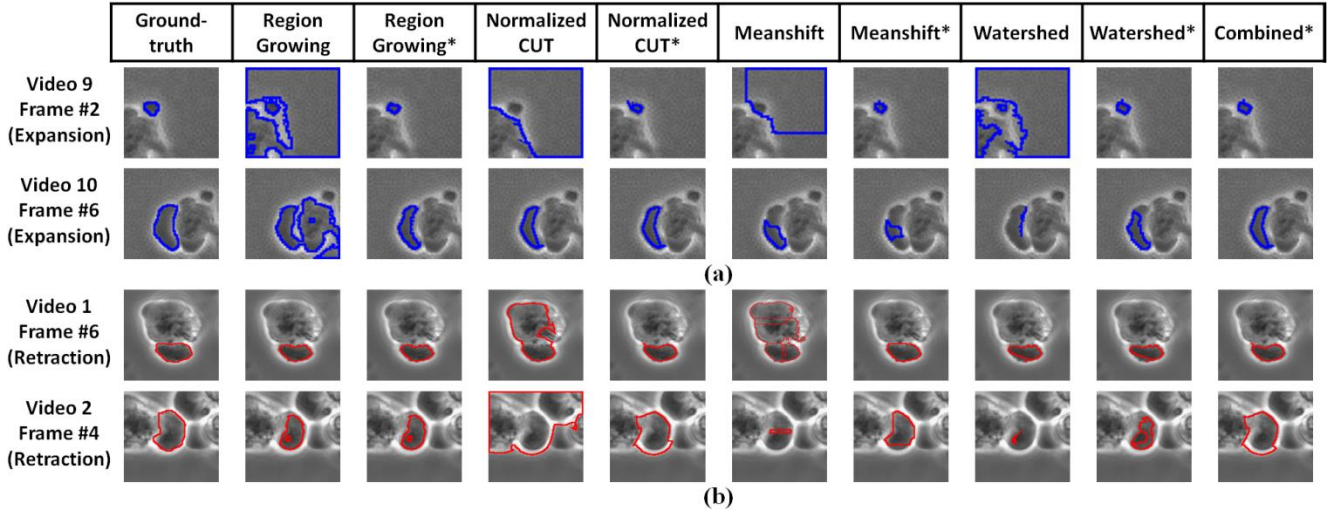 Ground-truth Region Growing Region Growing* Normalized CUT Normalized CUT* Meanshift Meanshift* Watershed Watershed* Combined*
Video 9
Frame #2
(Expansion)
Video 10
Frame #6
(Expansion)
(a)
Video 1
Frame #6
(Retraction)
Video 2
Frame #4
(Retraction)
(b)